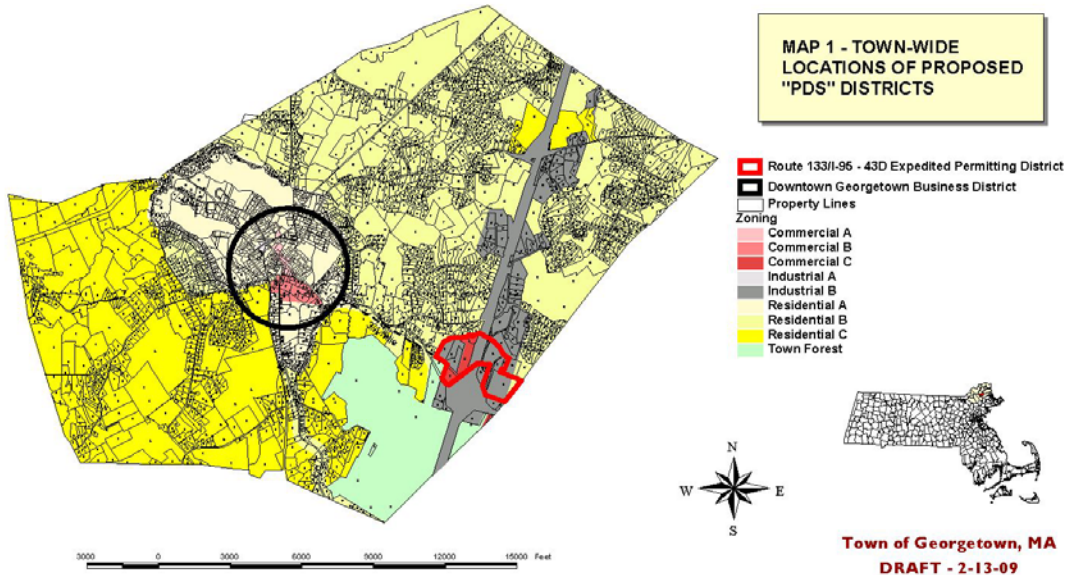 MAP 1 - TOWN-WIDE
LOCATIONS OF PROPOSED
"PDS" DISTRICTS
Route 133/I-95 - 43D Expedited Permitting District
Downtown Georgetown Business District
Property Lines
Zoning
Commercial A
Commercial B
Commercial C
Industrial A
Industrial B
Residential A
Residential B
Residential C
Town Forest
N
W E
S
3000 0 3000 6000 9000 12000 15000 Feet
Town of Georgetown, MA
DRAFT - 2-13-09